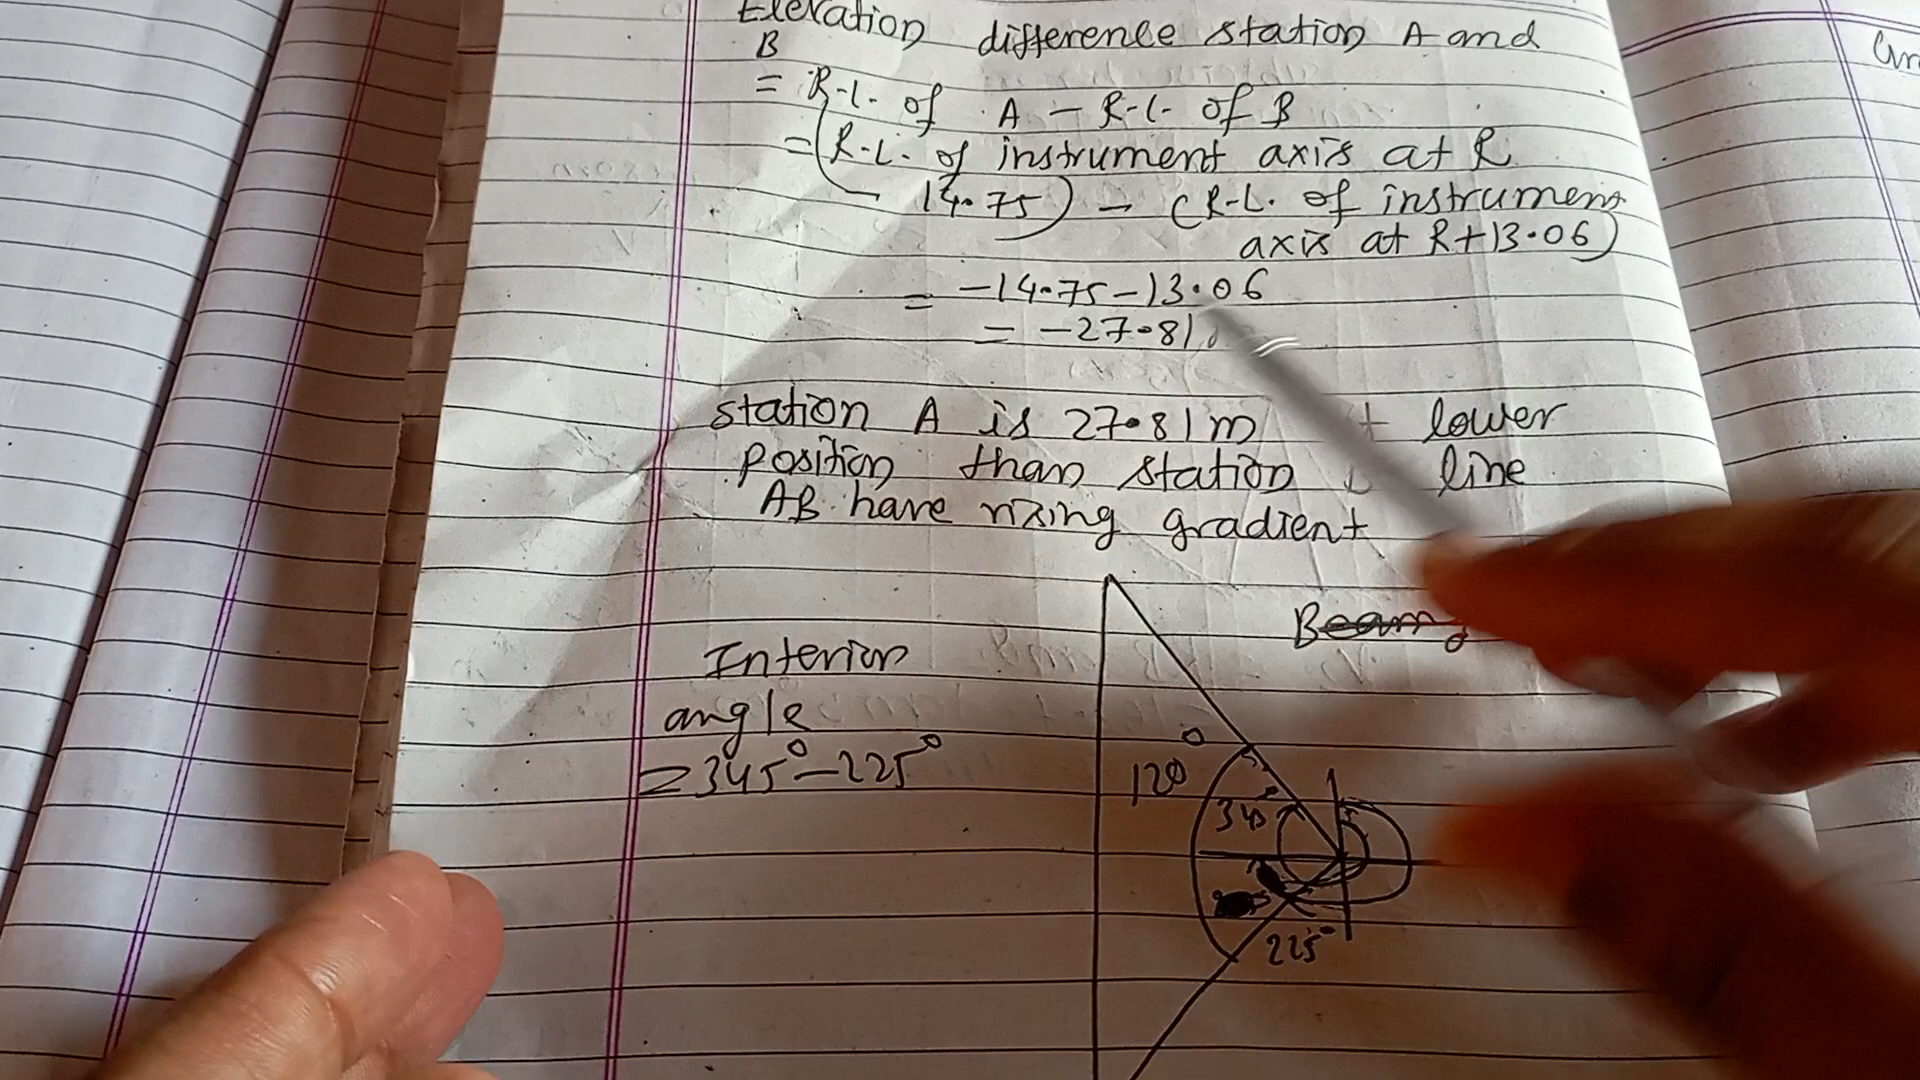 Elevation difference station A and
B
= R.L. of A - R.L. of B
= (R.L. of instrument axis at R
- 14.75) - (R.L. of instrument
axis at R+13.06)
= -14.75-13.06
= -27.81
station A is 27.81m lower
position than station line
AB have rixing gradient
Interior
angle
= 345°-225°
120°
345°
225°